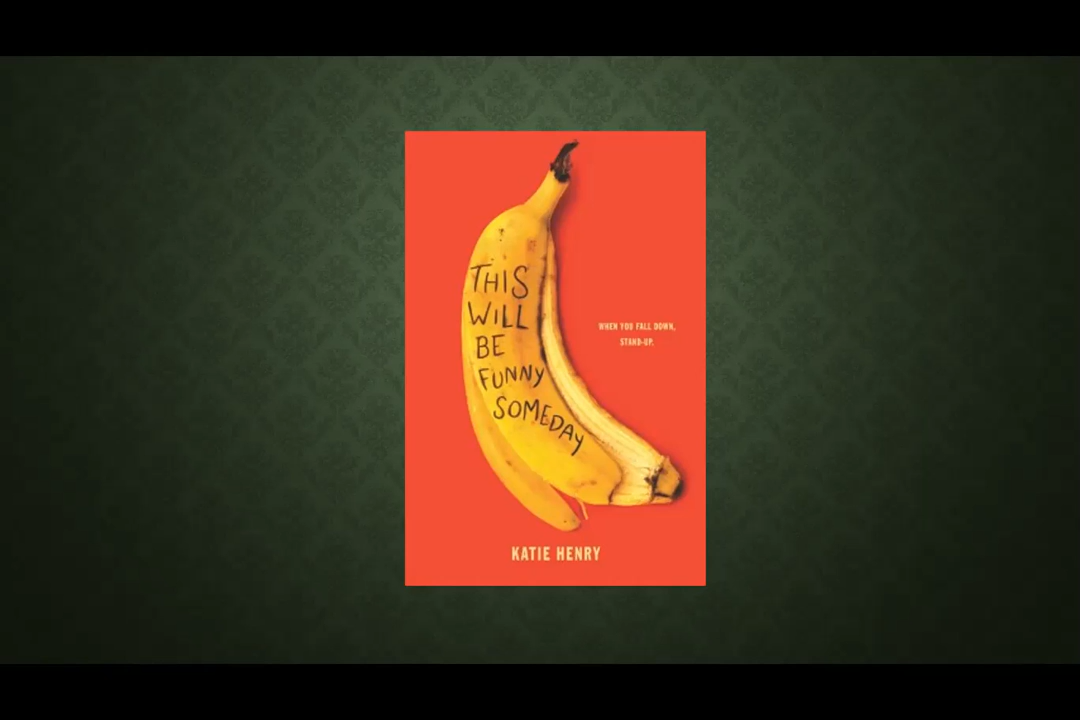 THIS
WILL
BE
FUNNY
SOMEDAY
WHEN YOU FALL DOWN,
STAND-UP.
KATIE HENRY